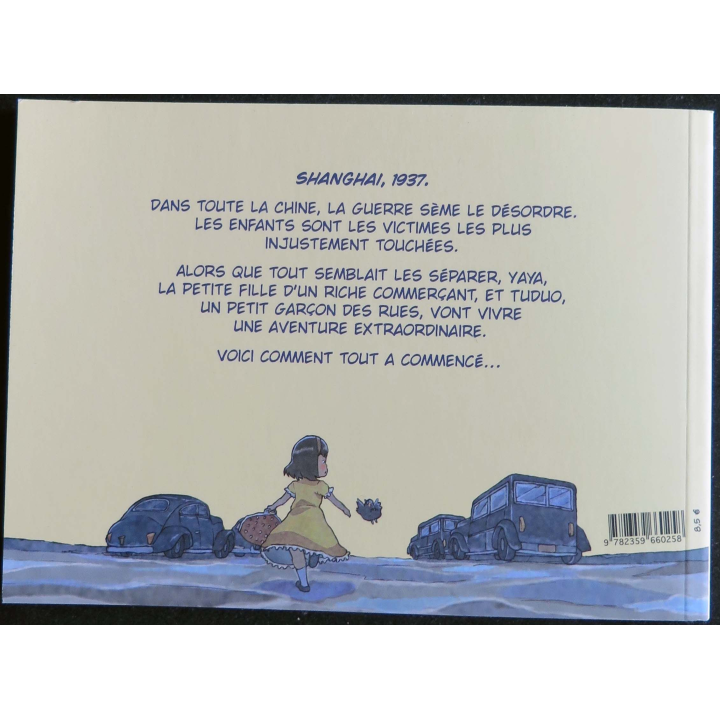 SHANGHAI, 1937.
DANS TOUTE LA CHINE, LA GUERRE SÈME LE DÉSORDRE.
LES ENFANTS SONT LES VICTIMES LES PLUS
INJUSTEMENT TOUCHÉES.
ALORS QUE TOUT SEMBLAIT LES SÉPARER, YAYA,
LA PETITE FILLE D'UN RICHE COMMERÇANT, ET TUDUO,
UN PETIT GARÇON DES RUES, VONT VIVRE
UNE AVENTURE EXTRAORDINAIRE.
VOICI COMMENT TOUT A COMMENCÉ...
9 782359 660258
8,5 €